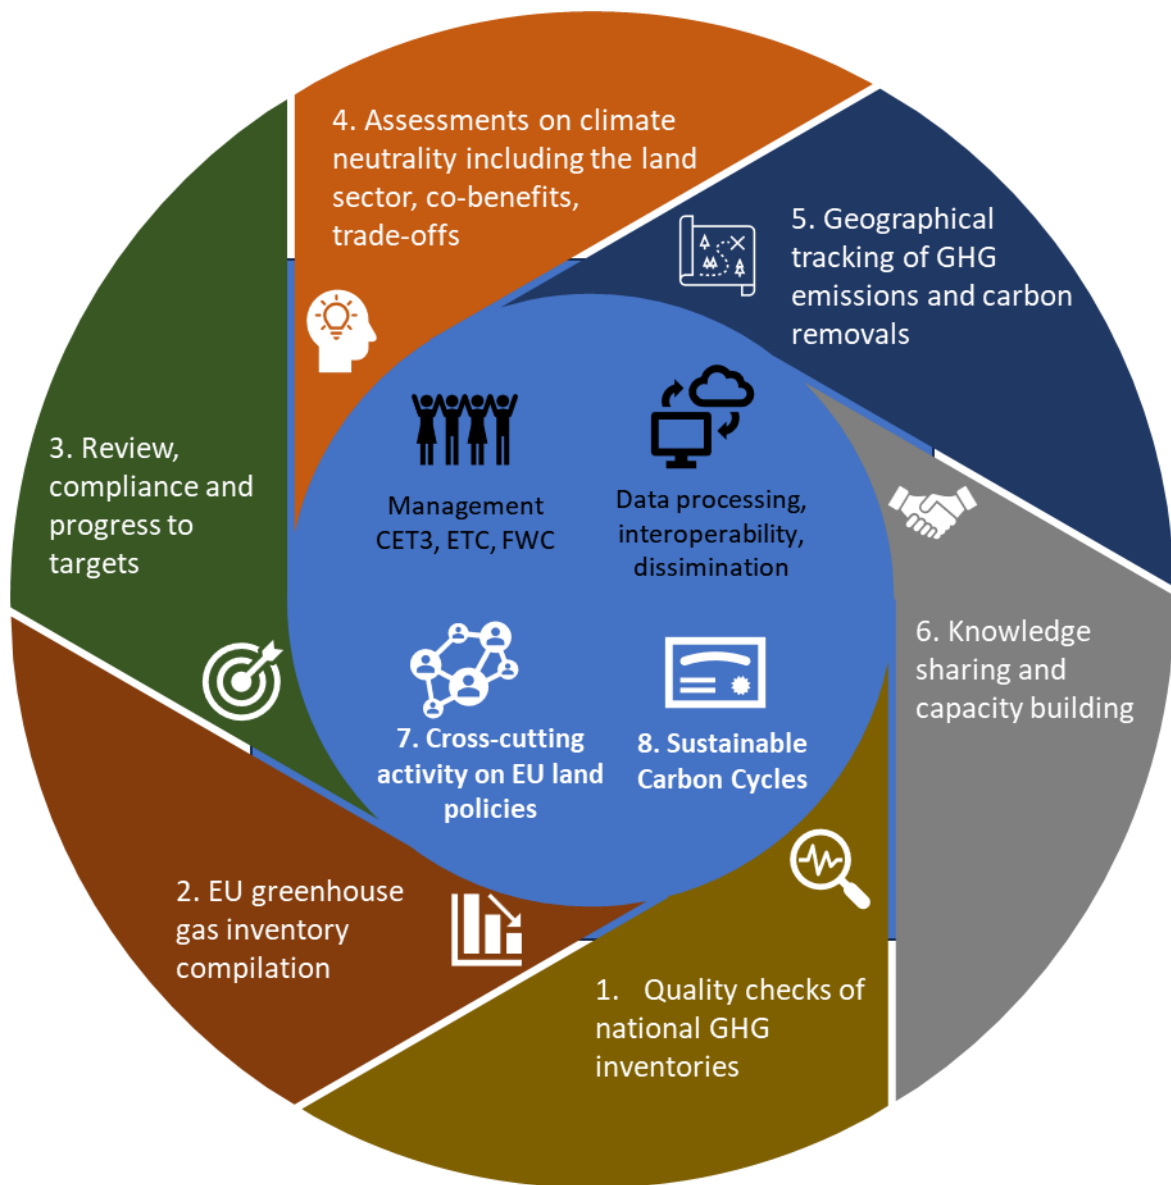 4. Assessments on climate
neutrality including the land
sector, co-benefits,
trade-offs
5. Geographical
tracking of GHG
emissions and carbon
removals
3. Review,
compliance and
progress to
targets
Management
CET3, ETC, FWC
Data processing,
interoperability,
dissimination
6. Knowledge
sharing and
capacity building
7. Cross-cutting
activity on EU land
policies
8. Sustainable
Carbon Cycles
2. EU greenhouse
gas inventory
compilation
1. Quality checks of
national GHG
inventories